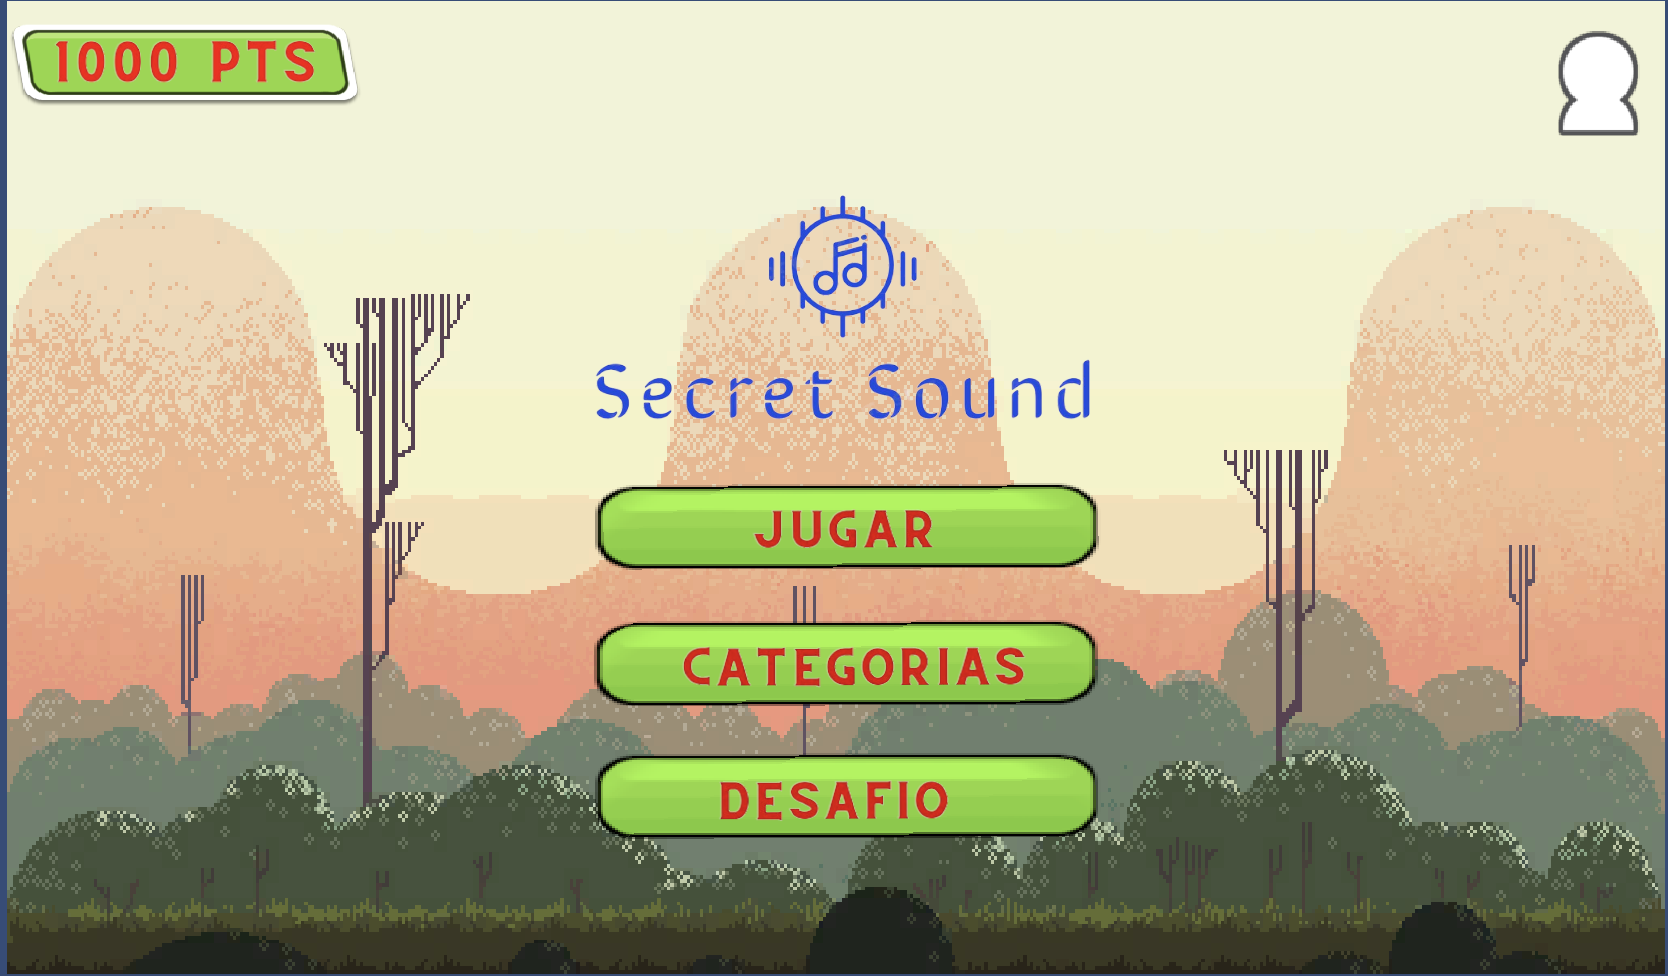 1000 PTS
Secret Sound
JUGAR
CATEGORIAS
DESAFIO